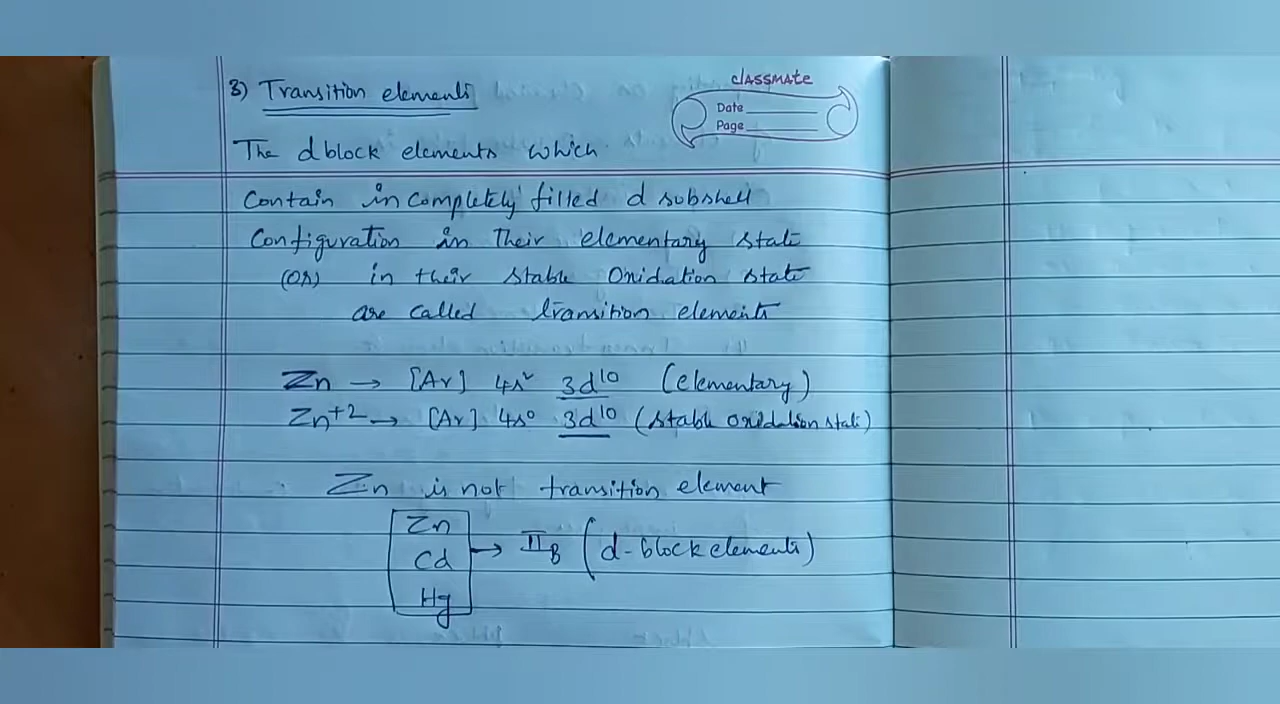 3) Transition elements
classmate
Date
Page
The d block elements which
Contain incompletely filled d subshell
Configuration in their elementary state
(OR) in their stable Oxidation state
are called transition elements
Zn → [Ar] 4s² 3d¹⁰ (elementary)
Zn⁺² → [Ar] 4s⁰ 3d¹⁰ (stable oxidation state)
Zn is not transition element
Zn
Cd → II B (d-block elements)
Hg